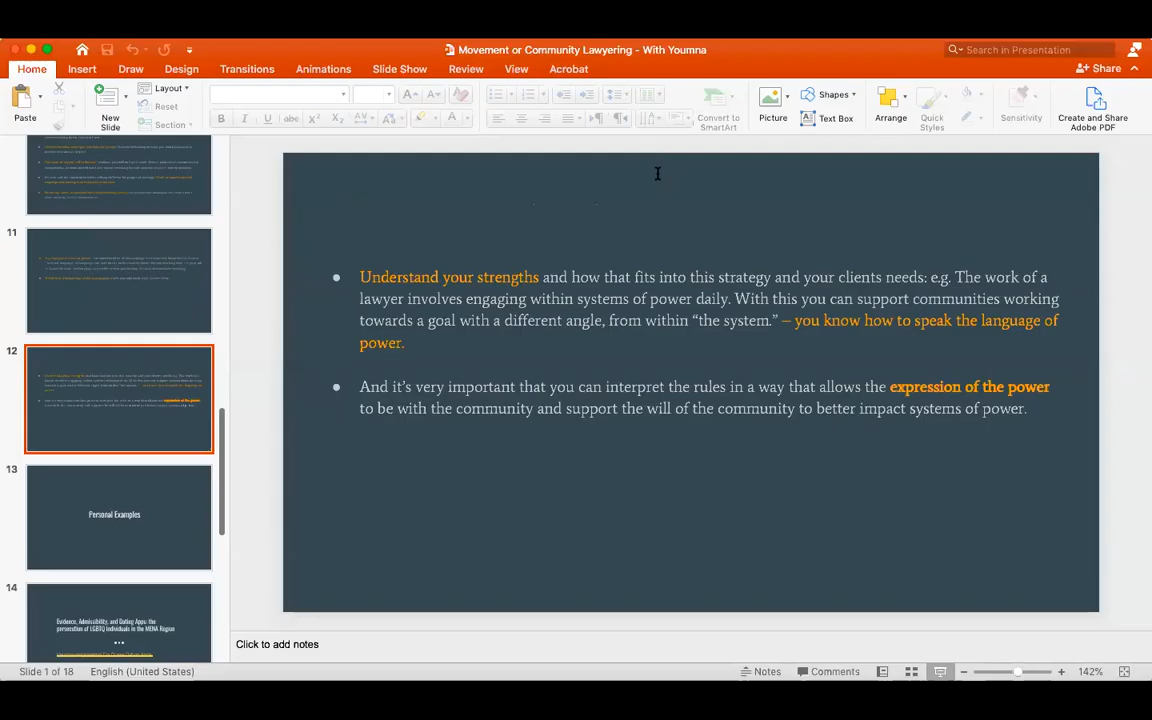 Movement or Community Lawyering - With Youmna
Search in Presentation
Home Insert Draw Design Transitions Animations Slide Show Review View Acrobat
Share
Paste
New
Slide
Layout
Reset
Section
Convert to
SmartArt
Picture
Shapes
Text Box
Arrange
Quick
Styles
Sensitivity
Create and Share
Adobe PDF
11
12
13
Personal Examples
14
Evidence, Admissibility, and Dating Apps: the
persecution of LGBTQ Individuals in the MENA Region
• Understand your strengths and how that fits into this strategy and your clients needs: e.g. The work of a
lawyer involves engaging within systems of power daily. With this you can support communities working
towards a goal with a different angle, from within “the system.” – you know how to speak the language of
power.
• And it’s very important that you can interpret the rules in a way that allows the expression of the power
to be with the community and support the will of the community to better impact systems of power.
Click to add notes
Slide 1 of 18 English (United States) Notes Comments 142%